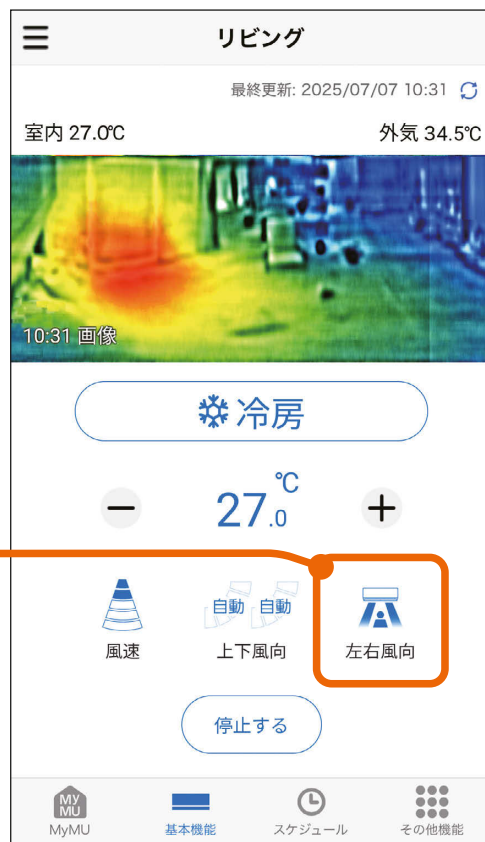 リビング
最終更新: 2025/07/07 10:31
室内 27.0℃ 外気 34.5℃
10:31 画像
冷房
27.0℃
自動 自動
風速 上下風向 左右風向
停止する
MY
MU
MyMU 基本機能 スケジュール その他機能